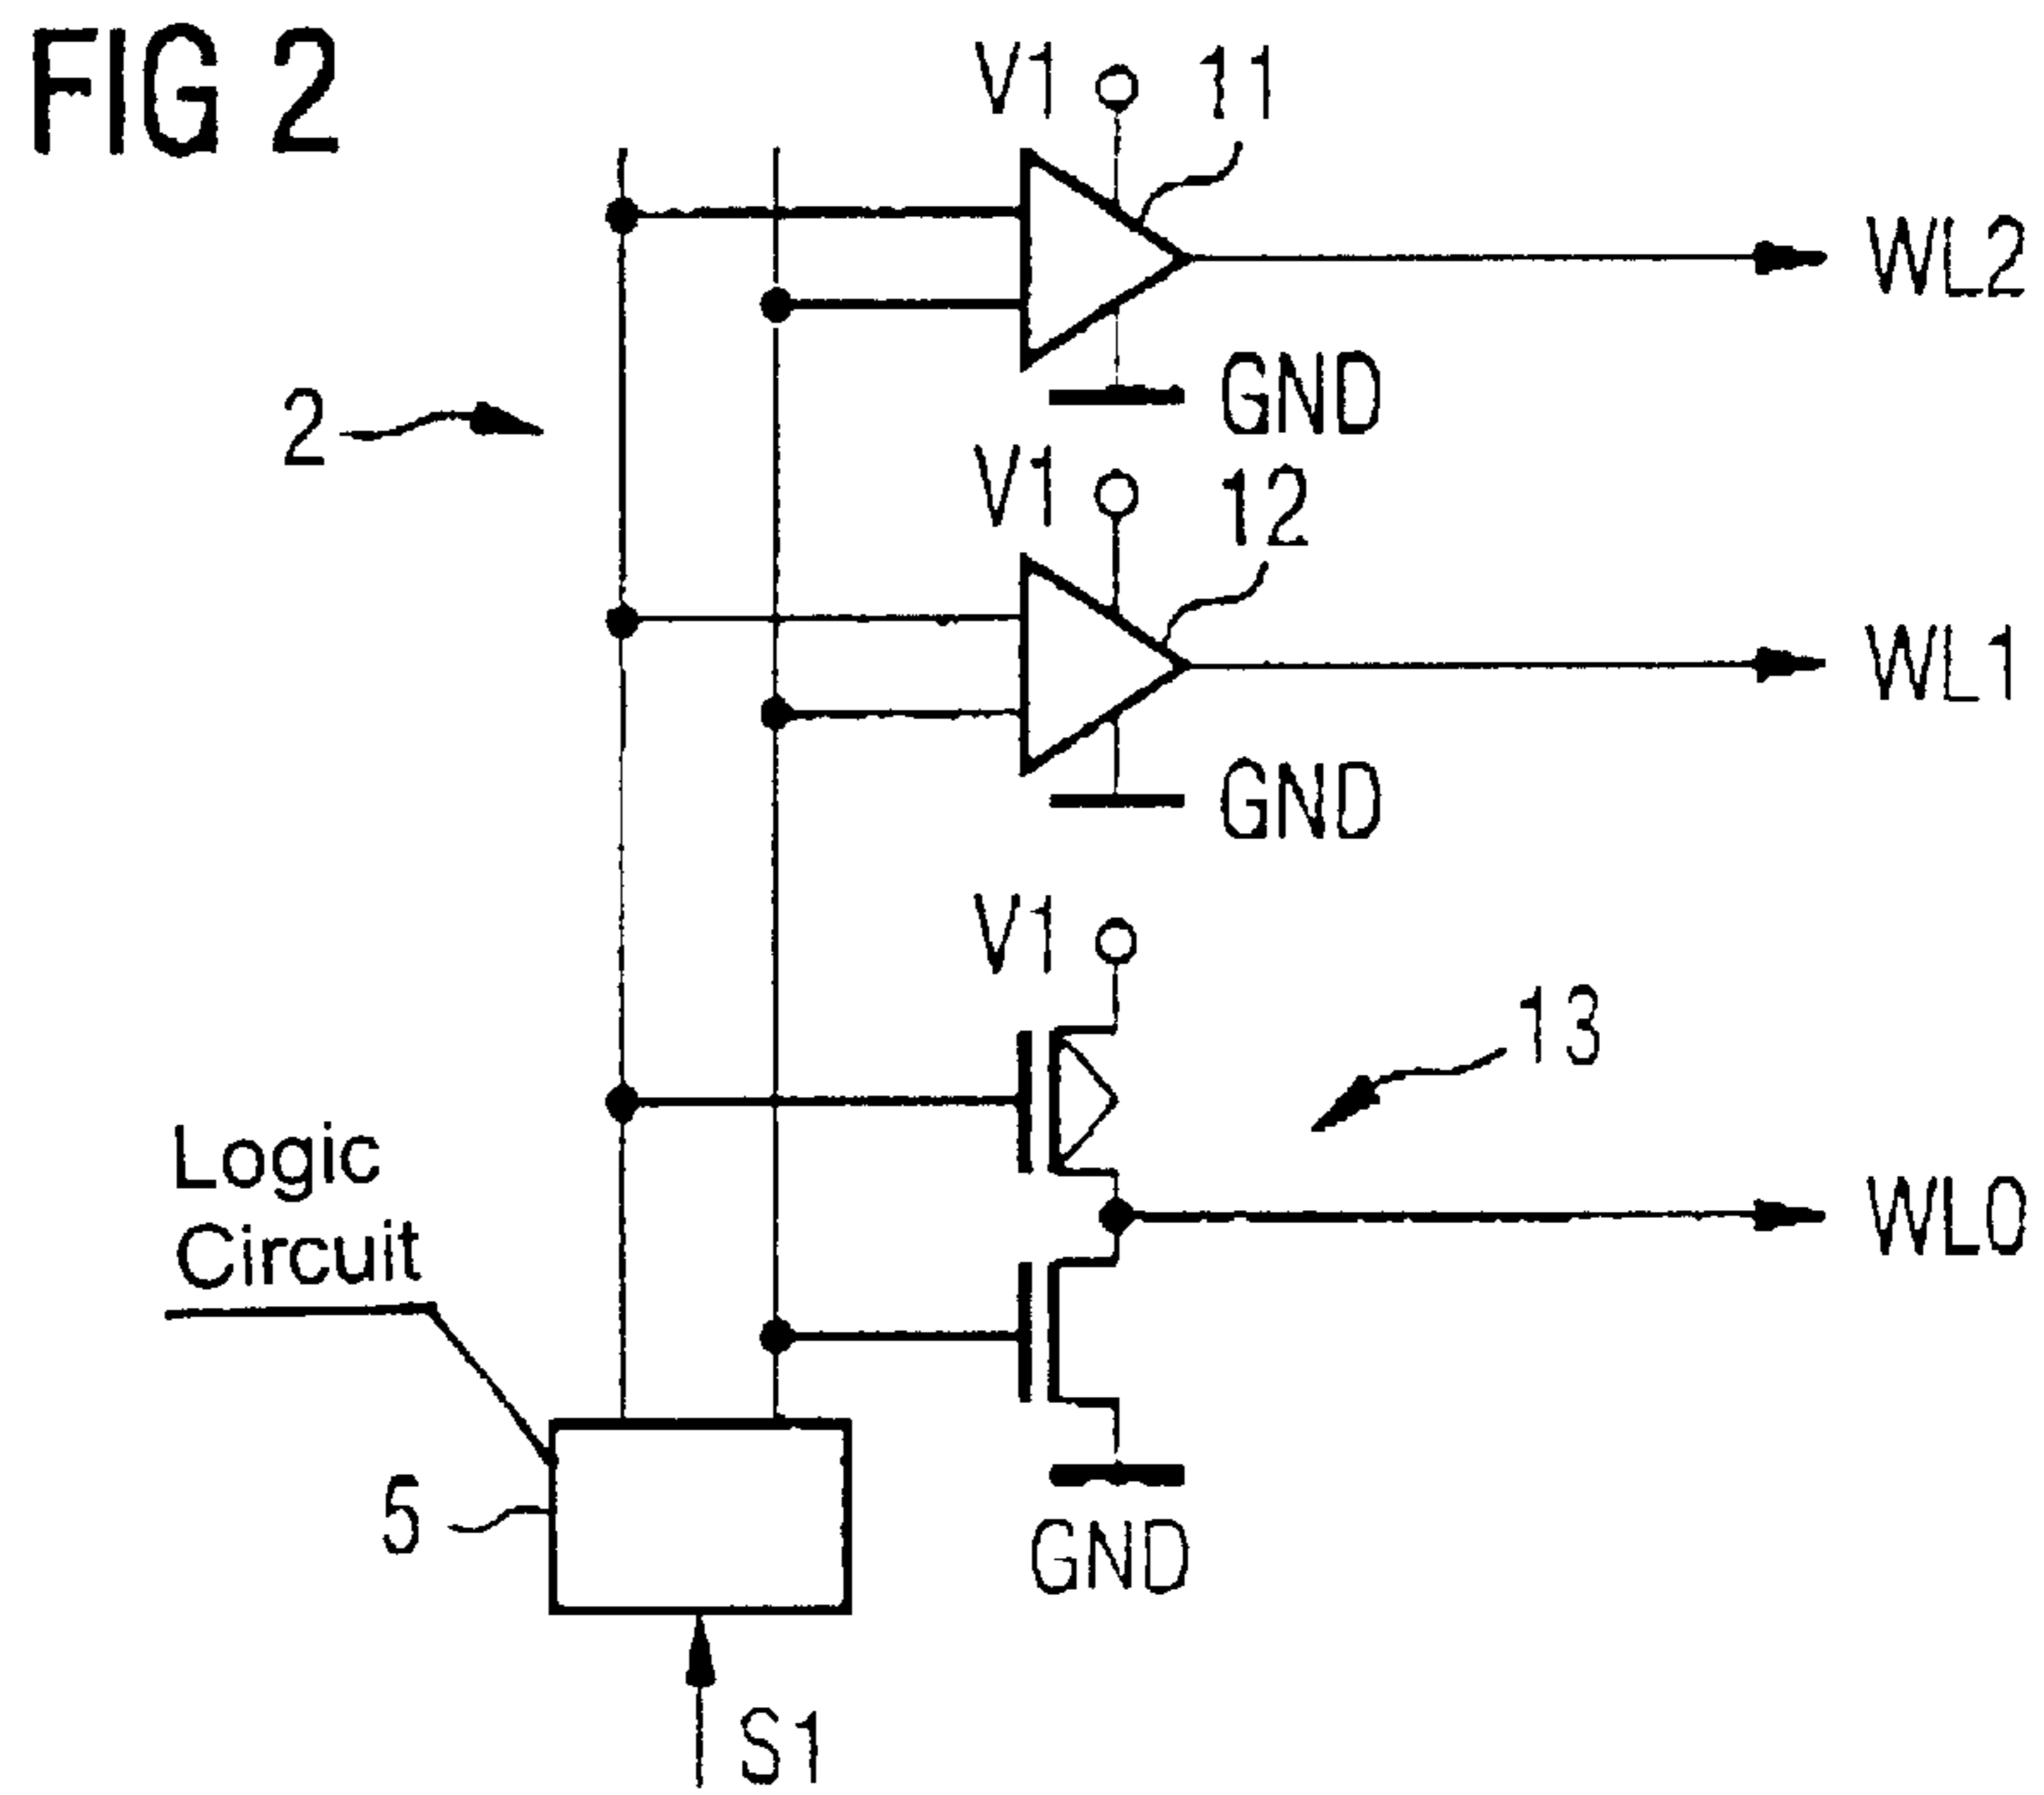 FIG 2
V1
11
WL2
GND
2
V1
12
WL1
GND
V1
13
Logic
Circuit
WL0
5
GND
S1